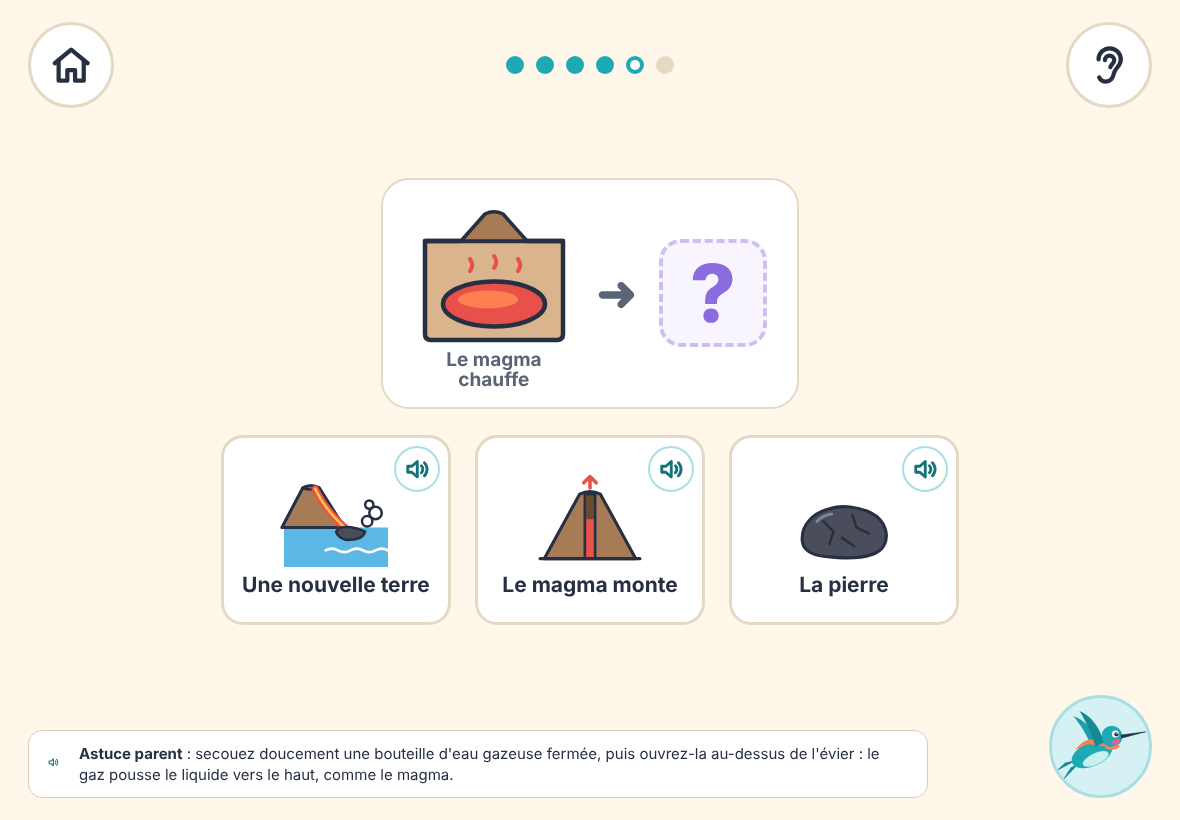 ?
Le magma
chauffe
Une nouvelle terre
Le magma monte
La pierre
Astuce parent : secouez doucement une bouteille d'eau gazeuse fermée, puis ouvrez-la au-dessus de l'évier : le
gaz pousse le liquide vers le haut, comme le magma.